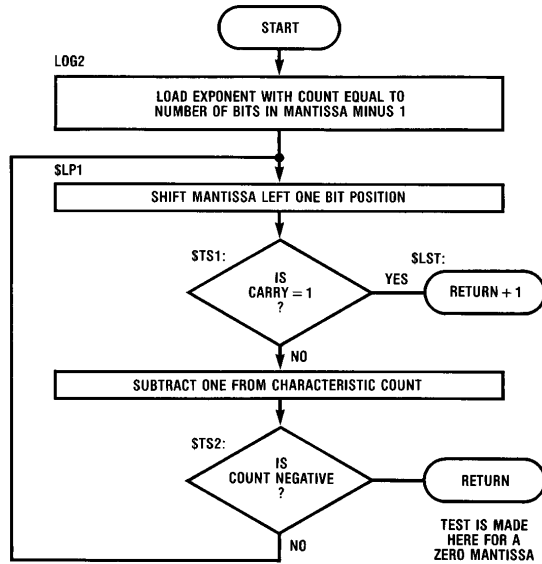 START
LOG2
LOAD EXPONENT WITH COUNT EQUAL TO
NUMBER OF BITS IN MANTISSA MINUS 1
$LP1
SHIFT MANTISSA LEFT ONE BIT POSITION
$TS1:
IS
CARRY = 1
?
YES
$LST:
RETURN + 1
NO
SUBTRACT ONE FROM CHARACTERISTIC COUNT
$TS2:
IS
COUNT NEGATIVE
?
RETURN
NO
TEST IS MADE
HERE FOR A
ZERO MANTISSA